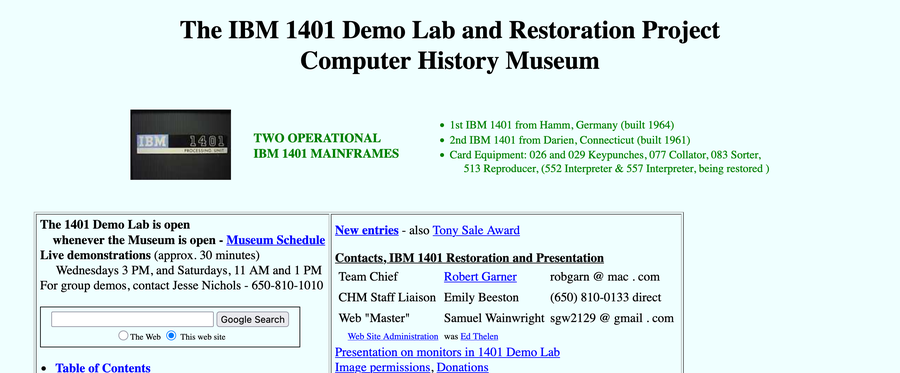 The IBM 1401 Demo Lab and Restoration Project
Computer History Museum
IBM 1401
PROCESSING UNIT
TWO OPERATIONAL
IBM 1401 MAINFRAMES
• 1st IBM 1401 from Hamm, Germany (built 1964)
• 2nd IBM 1401 from Darien, Connecticut (built 1961)
• Card Equipment: 026 and 029 Keypunches, 077 Collator, 083 Sorter,
513 Reproducer, (552 Interpreter & 557 Interpreter, being restored )
The 1401 Demo Lab is open
whenever the Museum is open - Museum Schedule
Live demonstrations (approx. 30 minutes)
Wednesdays 3 PM, and Saturdays, 11 AM and 1 PM
For group demos, contact Jesse Nichols - 650-810-1010
Google Search
The Web This web site
• Table of Contents
New entries - also Tony Sale Award
Contacts, IBM 1401 Restoration and Presentation
Team Chief Robert Garner robgarn @ mac . com
CHM Staff Liaison Emily Beeston (650) 810-0133 direct
Web "Master" Samuel Wainwright sgw2129 @ gmail . com
Web Site Administration was Ed Thelen
Presentation on monitors in 1401 Demo Lab
Image permissions, Donations